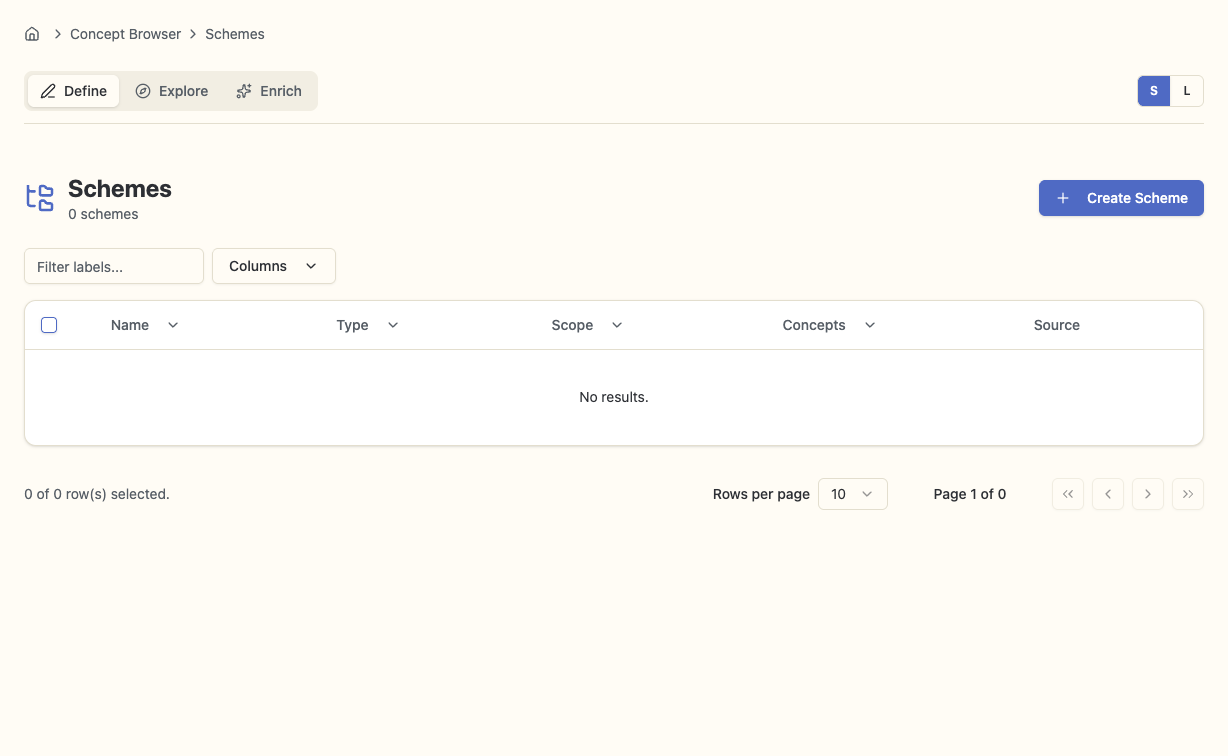 Concept Browser Schemes
Define Explore Enrich S L
Schemes
0 schemes
Create Scheme
Filter labels... Columns
Name Type Scope Concepts Source
No results.
0 of 0 row(s) selected. Rows per page 10 Page 1 of 0